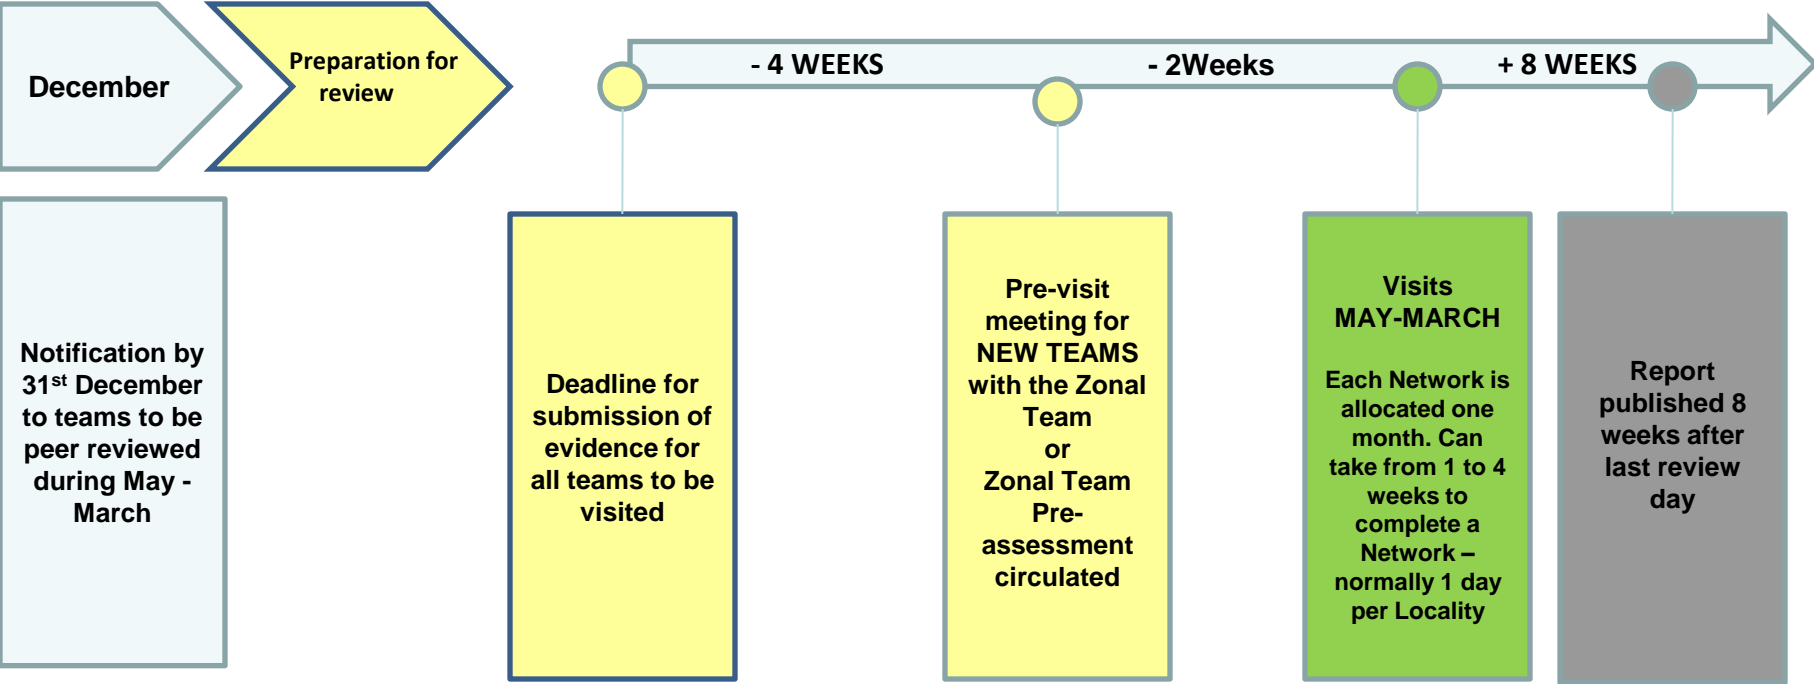 December
Preparation for
review
- 4 WEEKS
- 2Weeks
+ 8 WEEKS
Notification by
31st December
to teams to be
peer reviewed
during May -
March
Deadline for
submission of
evidence for
all teams to be
visited
Pre-visit
meeting for
NEW TEAMS
with the Zonal
Team
or
Zonal Team
Pre-
assessment
circulated
Visits
MAY-MARCH
Each Network is
allocated one
month. Can
take from 1 to 4
weeks to
complete a
Network –
normally 1 day
per Locality
Report
published 8
weeks after
last review
day